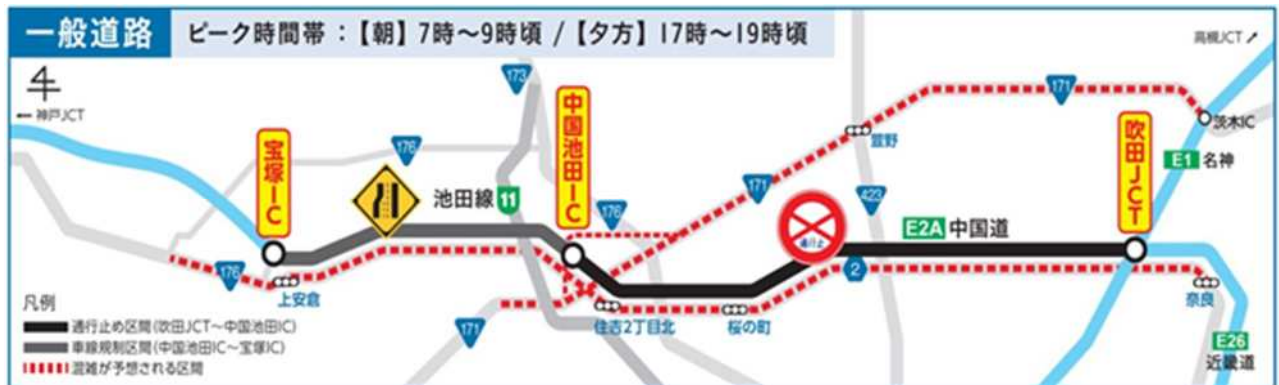 一般道路 ピーク時間帯：【朝】7時～9時頃 /【夕方】17時～19時頃
高槻JCT↗
←神戸JCT
173
中国池田IC
171
吹田JCT
茨木IC
宝塚IC
176
萱野
E1 名神
池田線 11
171
423
176
通行止
E2A 中国道
176
2
上安倉
奈良
凡例
通行止め区間(吹田JCT～中国池田IC)
171
住吉2丁目北
桜の町
車線規制区間(中国池田IC～宝塚IC)
E26
近畿道
混雑が予想される区間